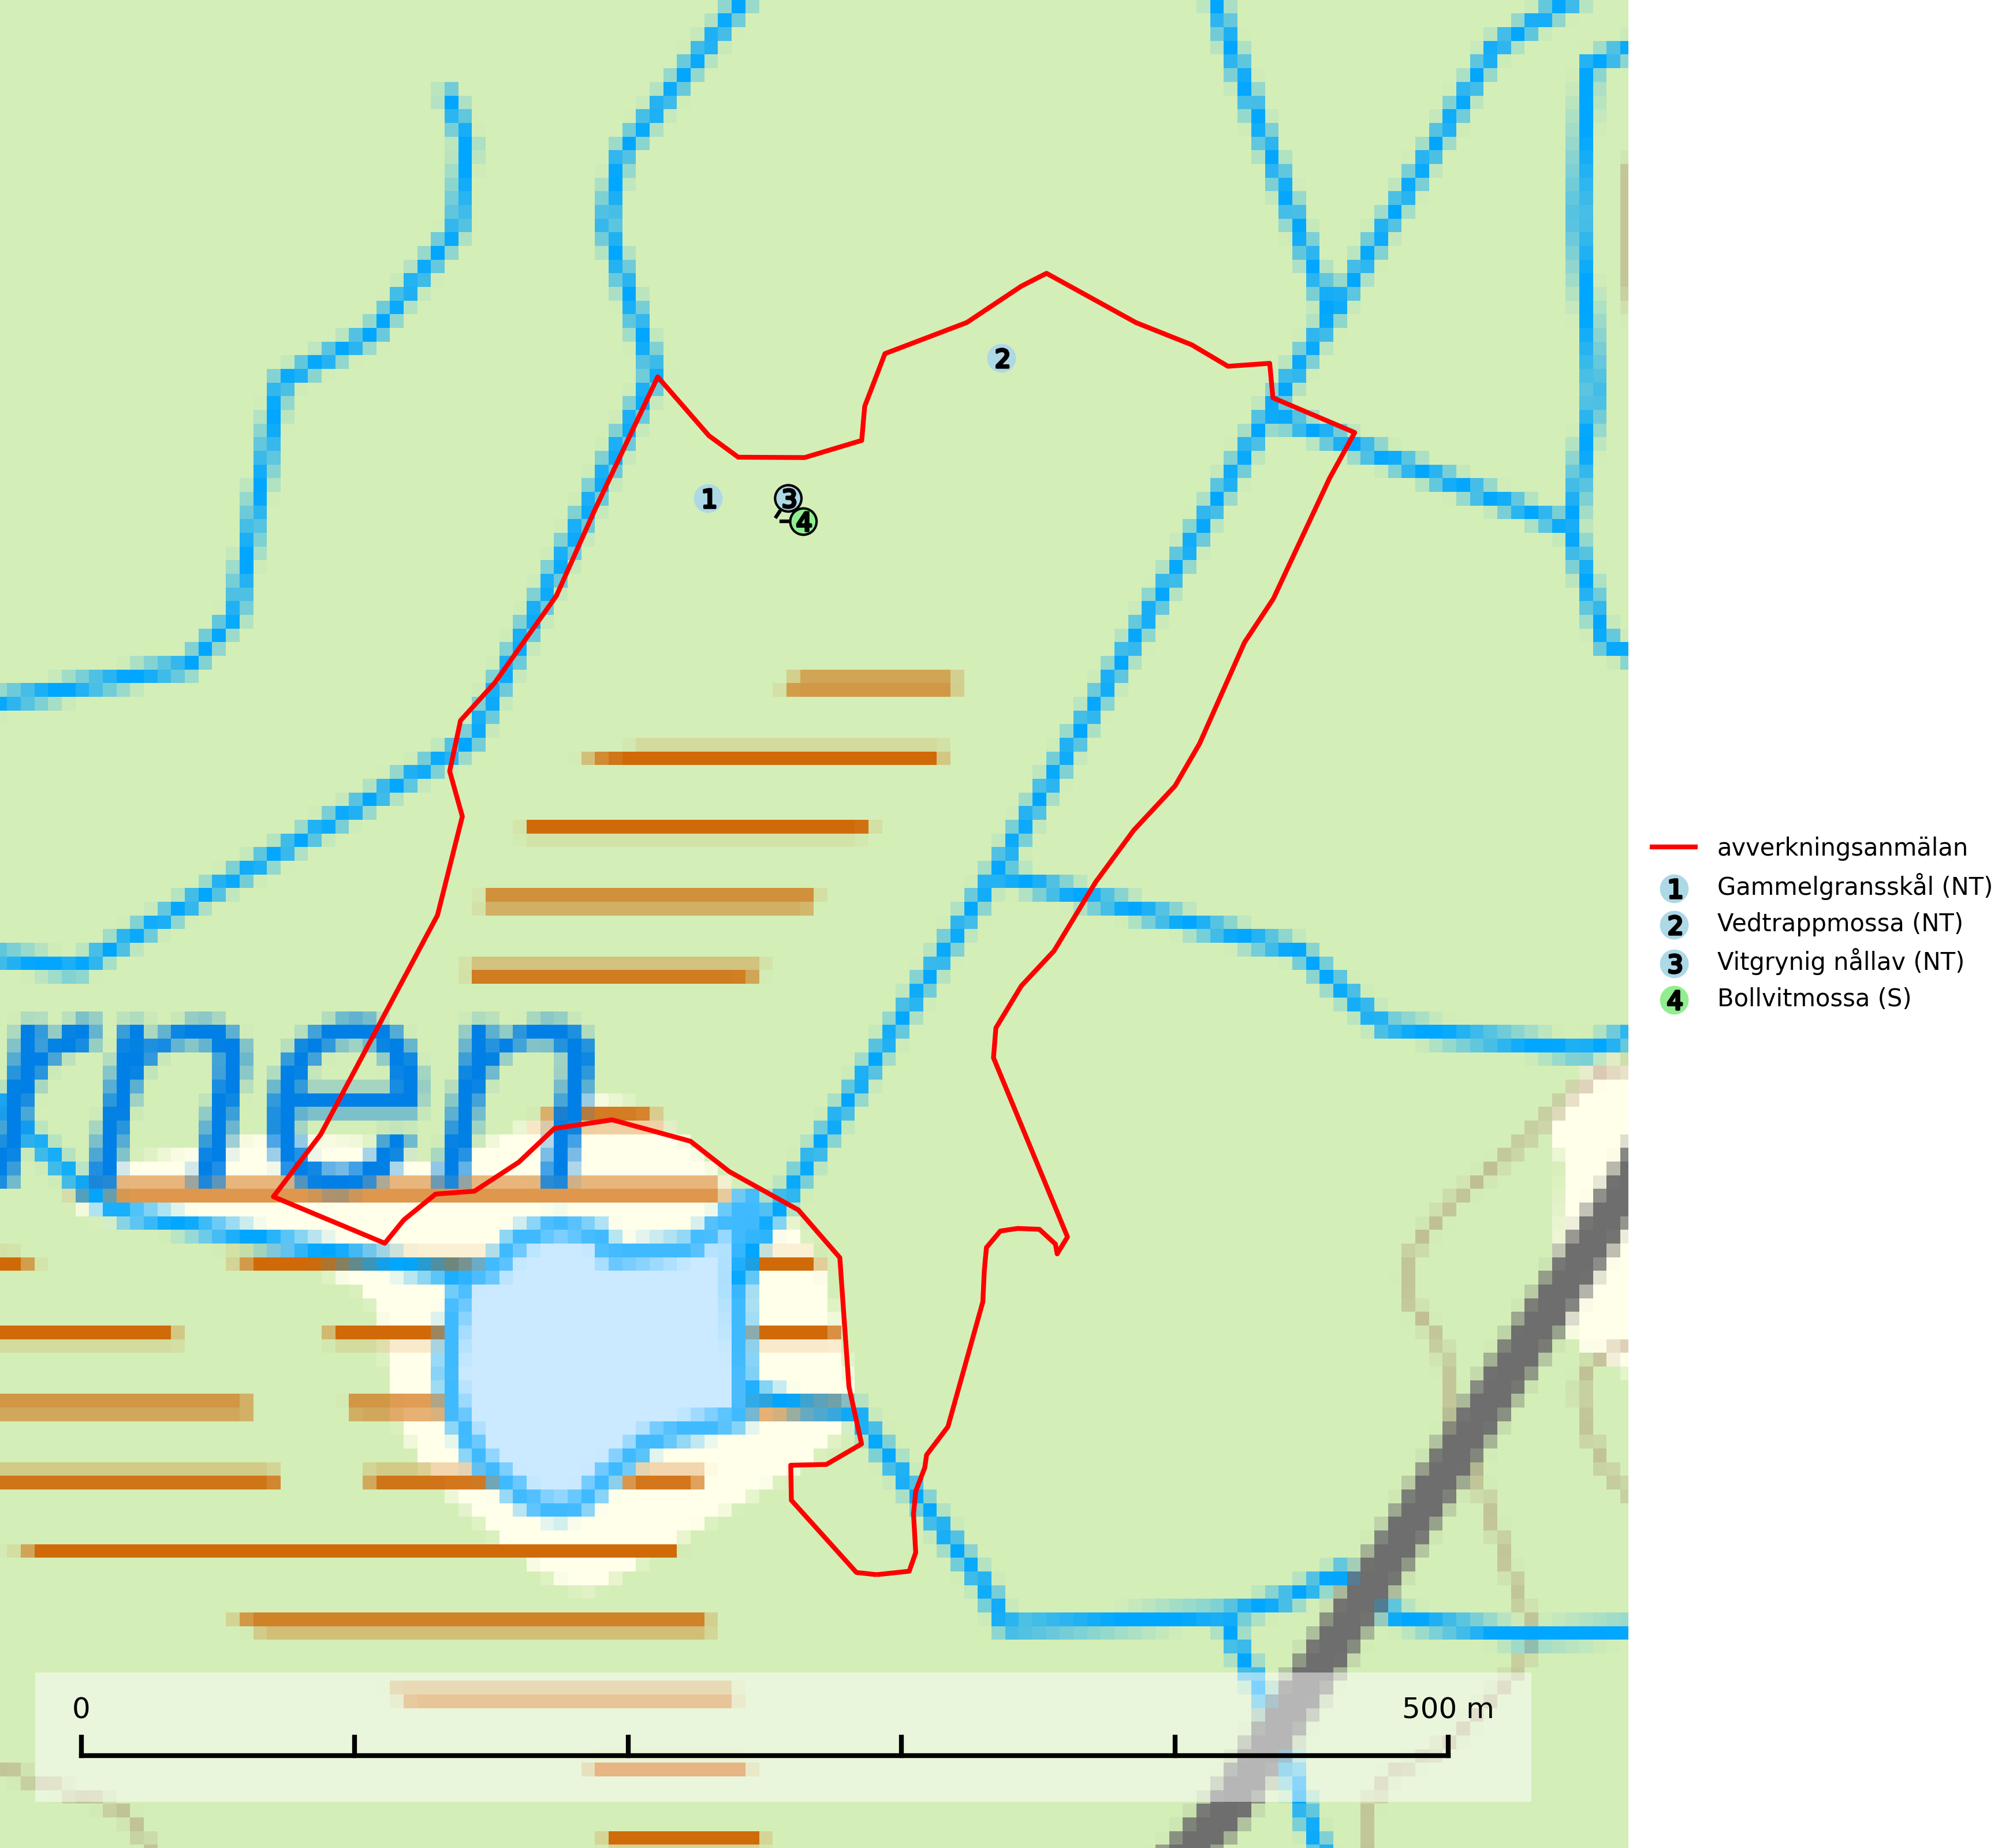 2
1
3
4
avverkningsanmälan
1 Gammelgransskål (NT)
2 Vedtrappmossa (NT)
3 Vitgrynig nållav (NT)
4 Bollvitmossa (S)
0 500 m